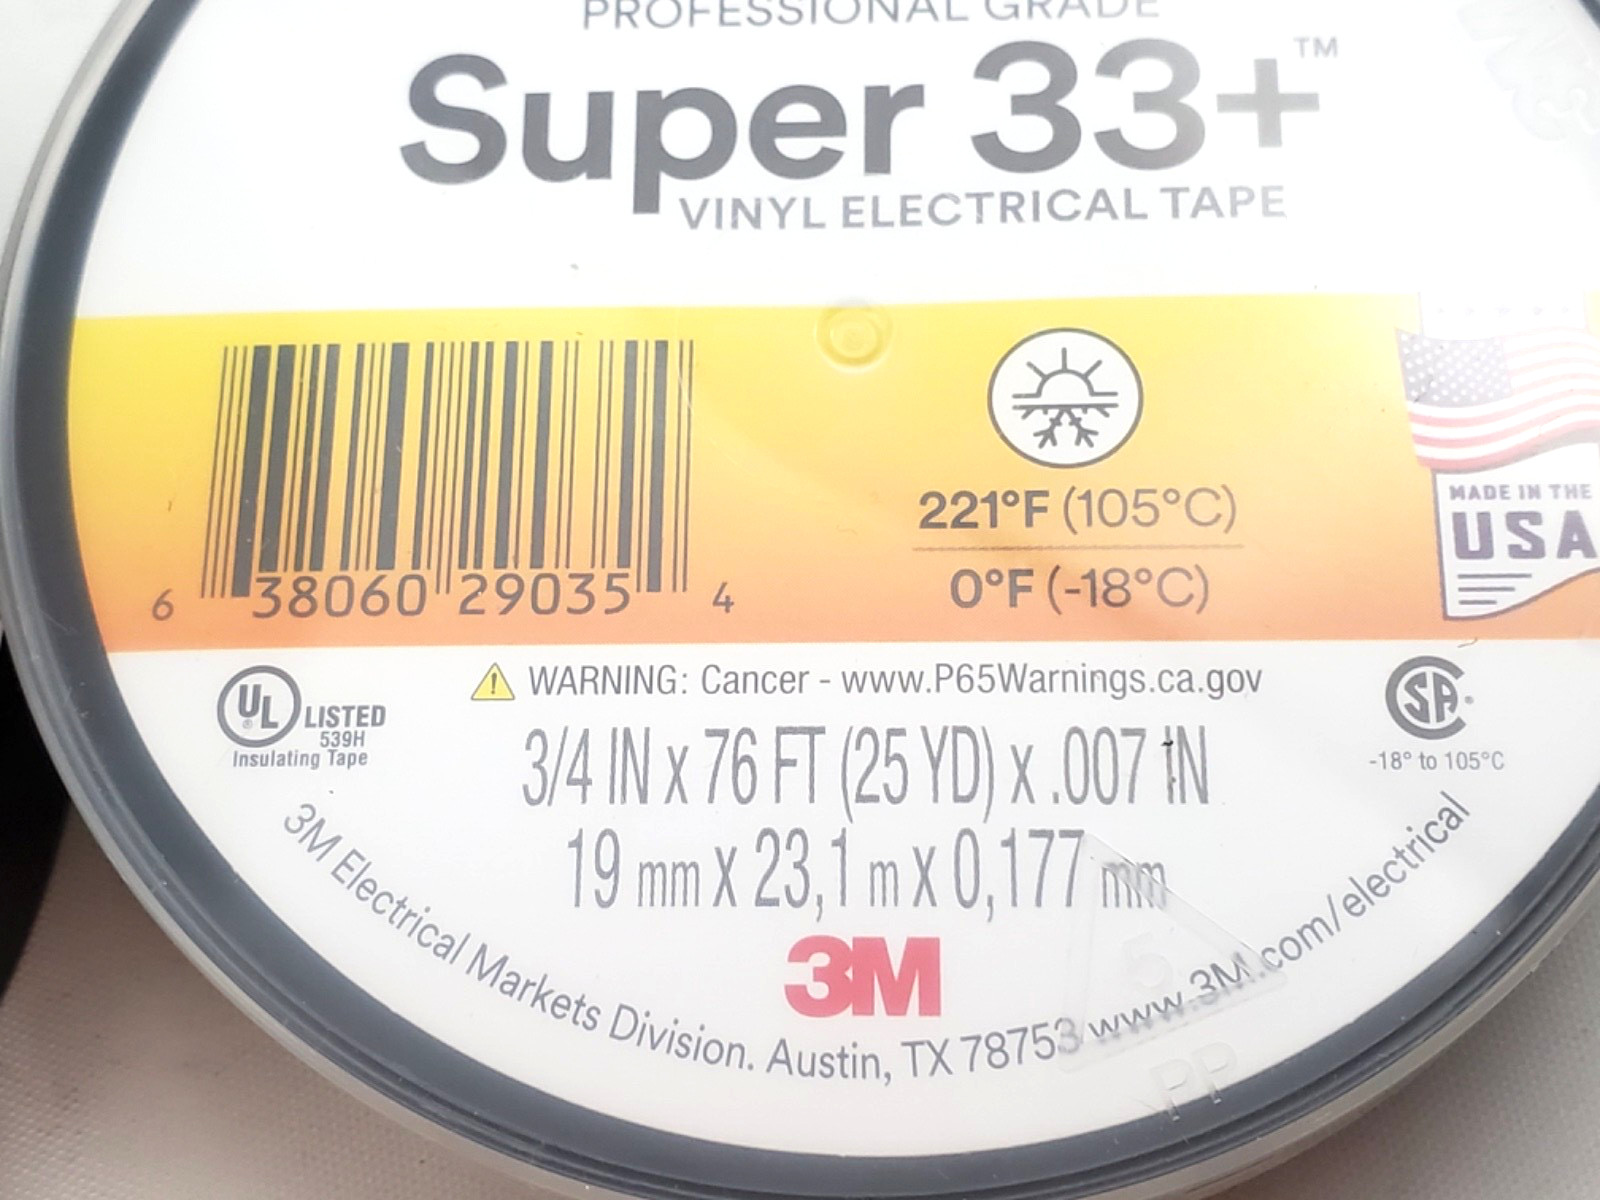 PROFESSIONAL GRADE
Super 33+™
VINYL ELECTRICAL TAPE
6 38060 29035 4
221°F (105°C)
0°F (-18°C)
MADE IN THE
USA
UL® LISTED
539H
Insulating Tape
WARNING: Cancer - www.P65Warnings.ca.gov
SA®
-18° to 105°C
3/4 IN x 76 FT (25 YD) x .007 IN
19 mm X 23,1 m X 0,177 mm
3M
3M Electrical Markets Division. Austin, TX 78753 www.3M.com/electrical
5
PP